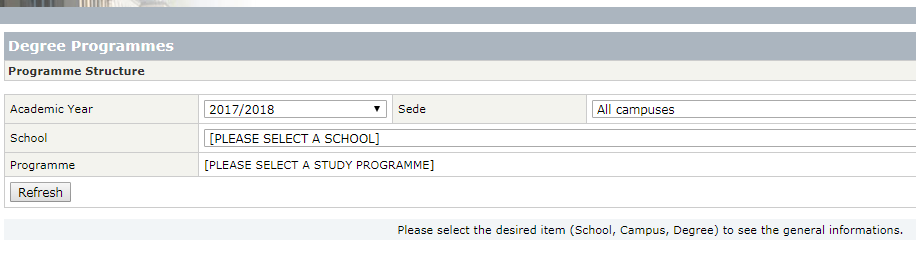 Degree Programmes
Programme Structure
Academic Year 2017/2018 Sede All campuses
School [PLEASE SELECT A SCHOOL]
Programme [PLEASE SELECT A STUDY PROGRAMME]
Refresh
Please select the desired item (School, Campus, Degree) to see the general informations.